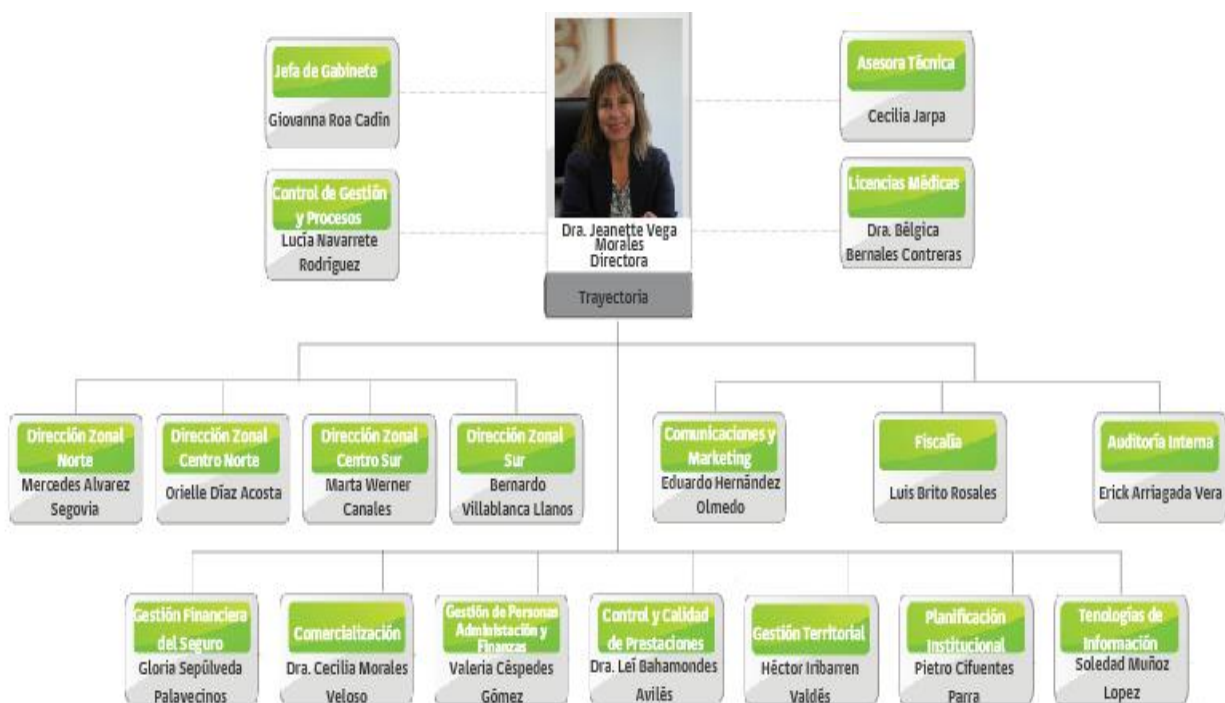 Jefa de Gabinete
Giovanna Roa Cadin
Asesora Técnica
Cecilia Jarpa
Control de Gestión
y Procesos
Lucía Navarrete
Rodríguez
Licencias Médicas
Dra. Bélgica
Bernales Contreras
Dra. Jeanette Vega
Morales
Directora
Trayectoria
Dirección Zonal
Norte
Mercedes Alvarez
Segovia
Dirección Zonal
Centro Norte
Orielle Díaz Acosta
Dirección Zonal
Centro Sur
Marta Werner
Canales
Dirección Zonal
Sur
Bernardo
Villablanca Llanos
Comunicaciones y
Marketing
Eduardo Hernández
Olmedo
Fiscalía
Luis Brito Rosales
Auditoría Interna
Erick Arriagada Vera
Gestión Financiera
del Seguro
Gloria Sepúlveda
Palavecinos
Comercialización
Dra. Cecilia Morales
Veloso
Gestión de Personas
Administación y
Finanzas
Valeria Céspedes
Gómez
Control y Calidad
de Prestaciones
Dra. Leí Bahamondes
Avilés
Gestión Territorial
Héctor Iribarren
Valdés
Planificación
Institucional
Pietro Cifuentes
Parra
Tenologías de
Información
Soledad Muñoz
Lopez